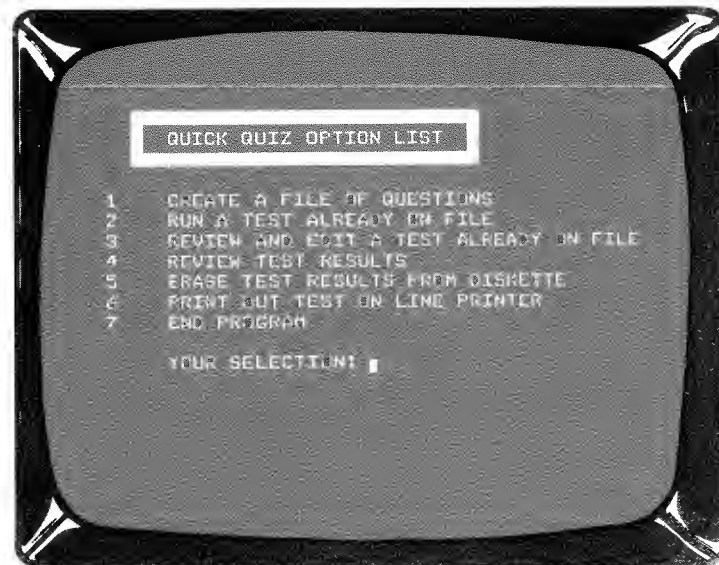 QUICK QUIZ OPTION LIST
1 CREATE A FILE OF QUESTIONS
2 RUN A TEST ALREADY ON FILE
3 REVIEW AND EDIT A TEST ALREADY ON FILE
4 REVIEW TEST RESULTS
5 ERASE TEST RESULTS FROM DISKETTE
6 PRINT OUT TEST ON LINE PRINTER
7 END PROGRAM
YOUR SELECTION: